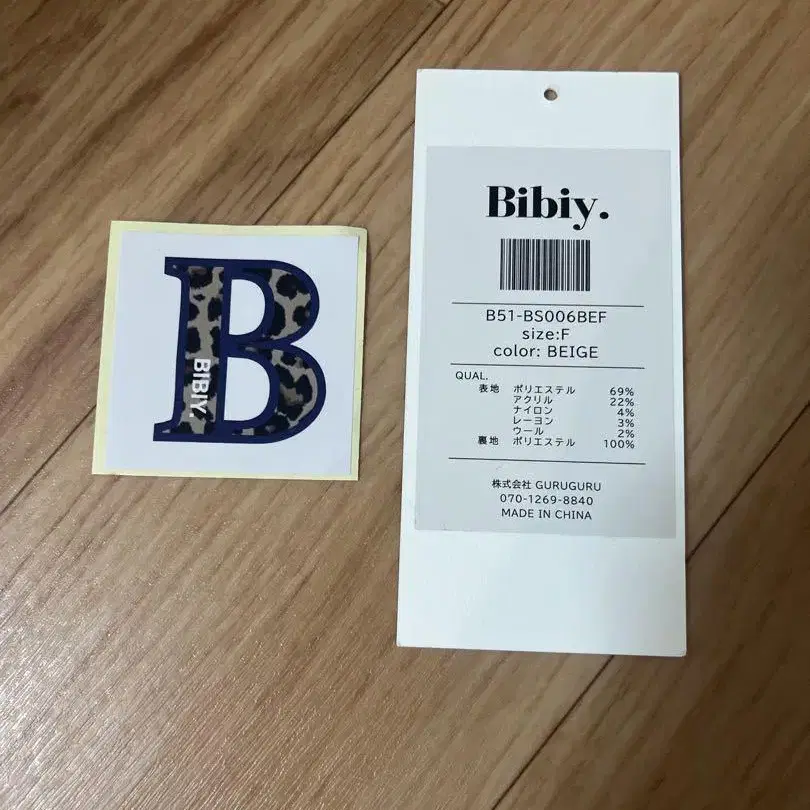 B
BIBIY.
Bibiy.
B51-BS006BEF
size:F
color: BEIGE
QUAL.
表地 ポリエステル 69%
アクリル 22%
ナイロン 4%
レーヨン 3%
ウール 2%
裏地 ポリエステル 100%
株式会社 GURUGURU
070-1269-8840
MADE IN CHINA